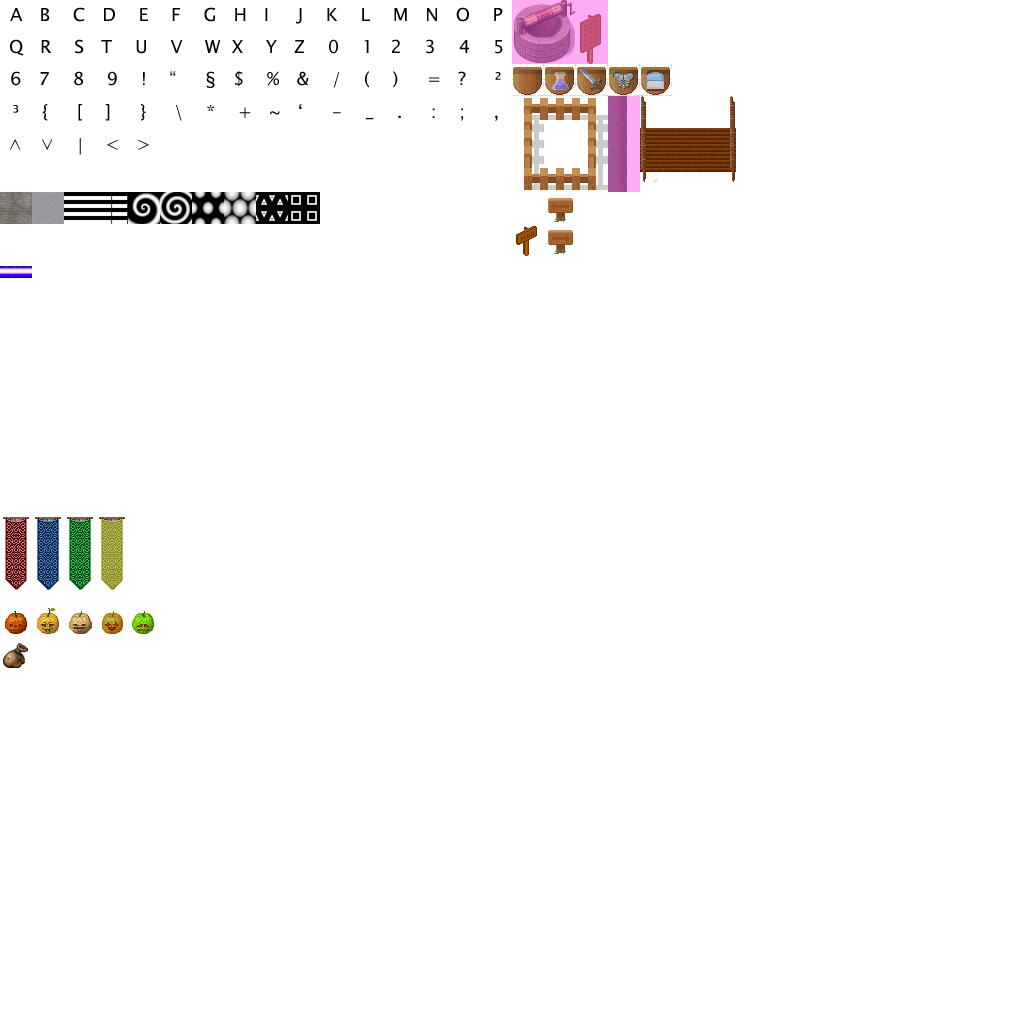 A B C D E F G H I J K L M N O P
Q R S T U V W X Y Z 0 1 2 3 4 5
6 7 8 9 ! “ § $ % & / ( ) = ? ²
³ { [ ] } \ * + ~ ‘ – _ . : ; ,
^ v | < >